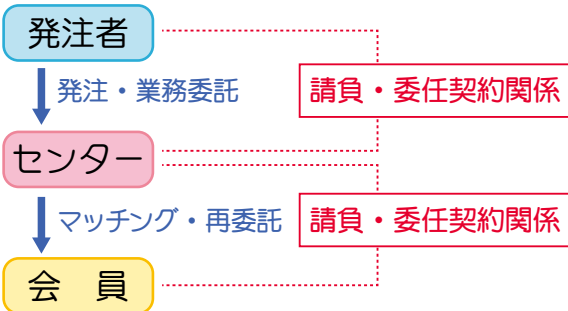 発注者
発注・業務委託
請負・委任契約関係
センター
マッチング・再委託
請負・委任契約関係
会 員